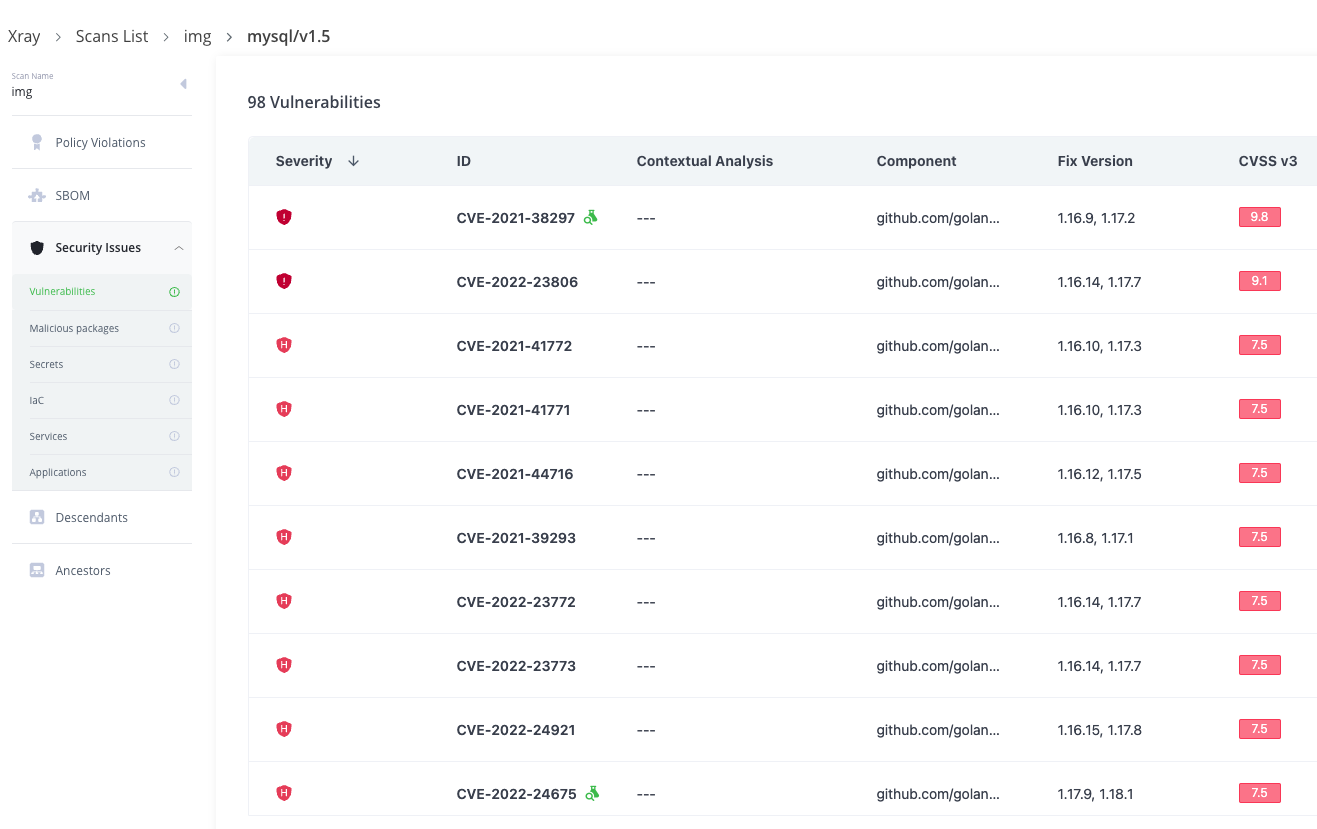 Xray > Scans List > img > mysql/v1.5
Scan Name
img
Policy Violations
SBOM
Security Issues
Vulnerabilities
Malicious packages
Secrets
IaC
Services
Applications
Descendants
Ancestors
98 Vulnerabilities
Severity ID Contextual Analysis Component Fix Version CVSS v3
! CVE-2021-38297 --- github.com/golan... 1.16.9, 1.17.2 9.8
! CVE-2022-23806 --- github.com/golan... 1.16.14, 1.17.7 9.1
H CVE-2021-41772 --- github.com/golan... 1.16.10, 1.17.3 7.5
H CVE-2021-41771 --- github.com/golan... 1.16.10, 1.17.3 7.5
H CVE-2021-44716 --- github.com/golan... 1.16.12, 1.17.5 7.5
H CVE-2021-39293 --- github.com/golan... 1.16.8, 1.17.1 7.5
H CVE-2022-23772 --- github.com/golan... 1.16.14, 1.17.7 7.5
H CVE-2022-23773 --- github.com/golan... 1.16.14, 1.17.7 7.5
H CVE-2022-24921 --- github.com/golan... 1.16.15, 1.17.8 7.5
H CVE-2022-24675 --- github.com/golan... 1.17.9, 1.18.1 7.5